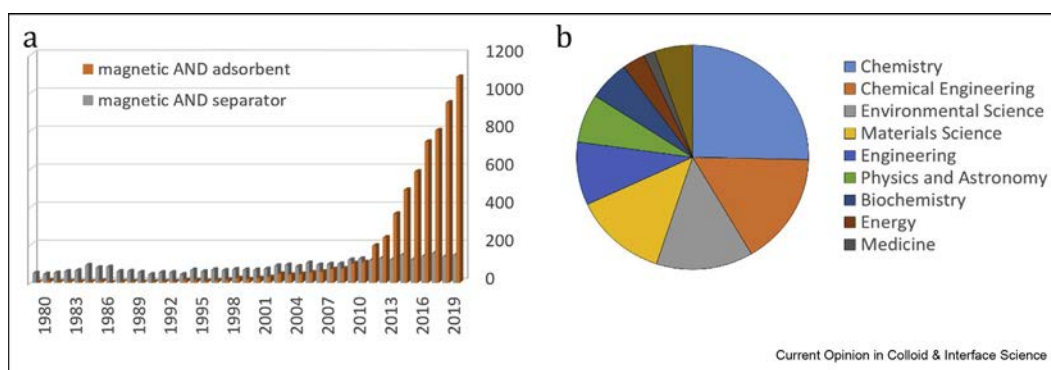 a
magnetic AND adsorbent
magnetic AND separator
1200
1000
800
600
400
200
0
1980
1983
1986
1989
1992
1995
1998
2001
2004
2007
2010
2013
2016
2019
b
Chemistry
Chemical Engineering
Environmental Science
Materials Science
Engineering
Physics and Astronomy
Biochemistry
Energy
Medicine
Current Opinion in Colloid & Interface Science